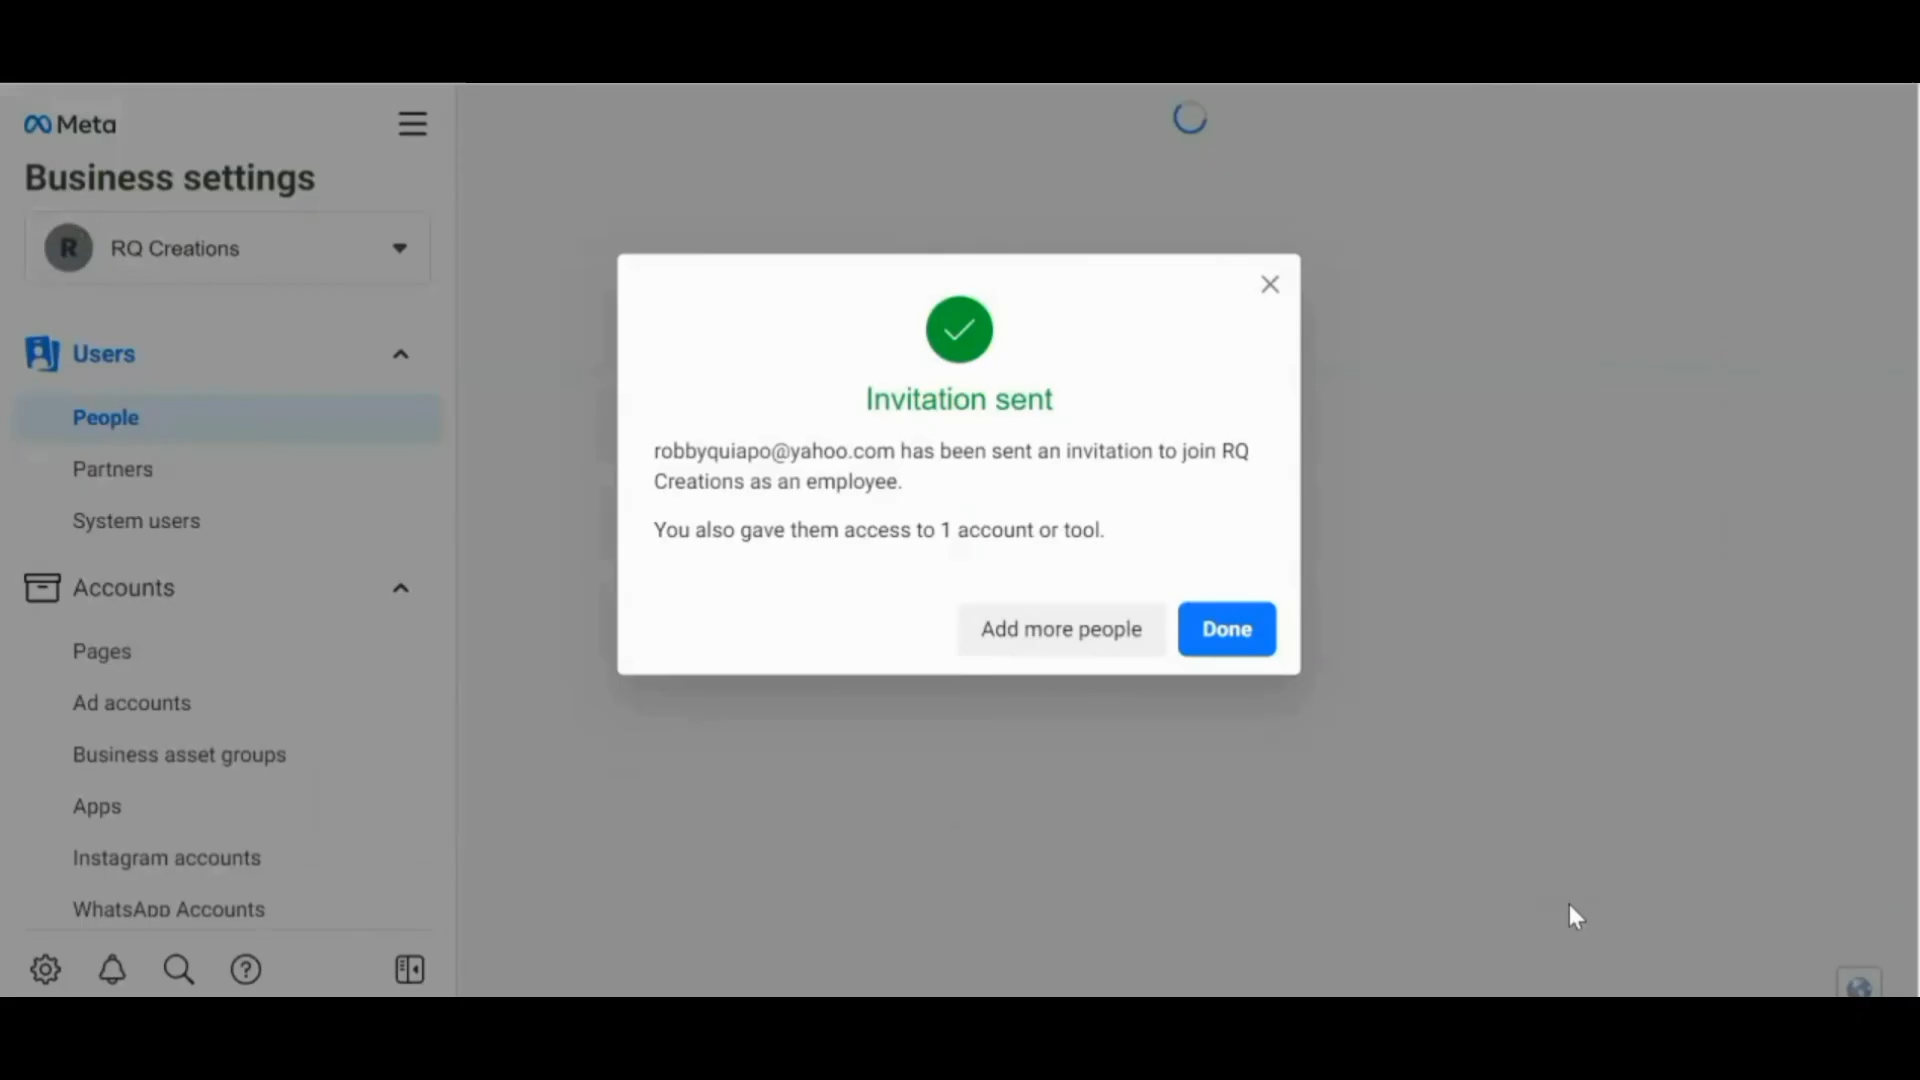 Meta
Business settings
R RQ Creations
Users
People
Partners
System users
Accounts
Pages
Ad accounts
Business asset groups
Apps
Instagram accounts
WhatsApp Accounts
Invitation sent
robbyquiapo@yahoo.com has been sent an invitation to join RQ
Creations as an employee.
You also gave them access to 1 account or tool.
Add more people
Done